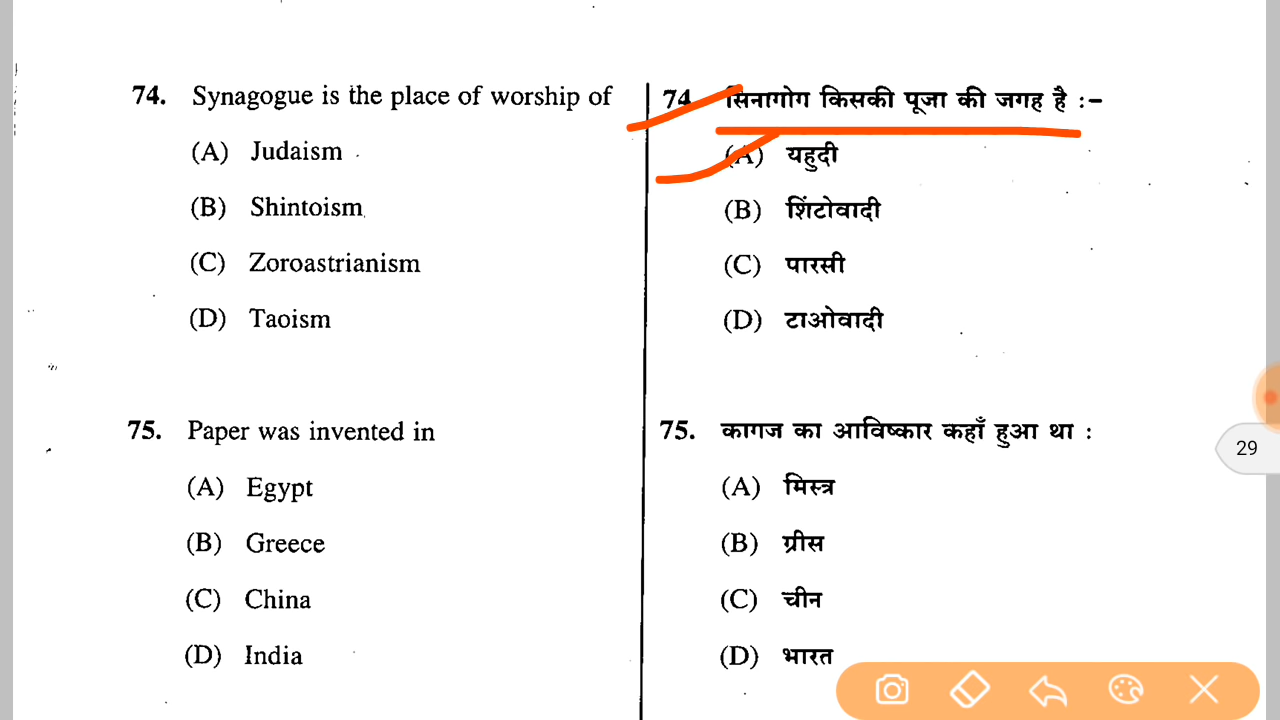 74. Synagogue is the place of worship of
(A) Judaism
(B) Shintoism
(C) Zoroastrianism
(D) Taoism
75. Paper was invented in
(A) Egypt
(B) Greece
(C) China
(D) India
74. सिनागोग किसकी पूजा की जगह है :–
(A) यहुदी
(B) शिंटोवादी
(C) पारसी
(D) टाओवादी
75. कागज का आविष्कार कहाँ हुआ था :
(A) मिस्त्र
(B) ग्रीस
(C) चीन
(D) भारत
29